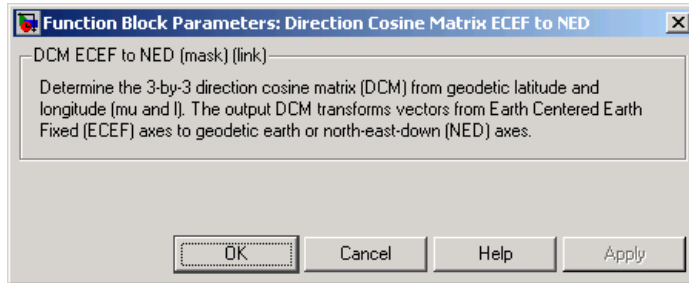 Function Block Parameters: Direction Cosine Matrix ECEF to NED
DCM ECEF to NED (mask) (link)
Determine the 3-by-3 direction cosine matrix (DCM) from geodetic latitude and
longitude (mu and l). The output DCM transforms vectors from Earth Centered Earth
Fixed (ECEF) axes to geodetic earth or north-east-down (NED) axes.
OK Cancel Help Apply